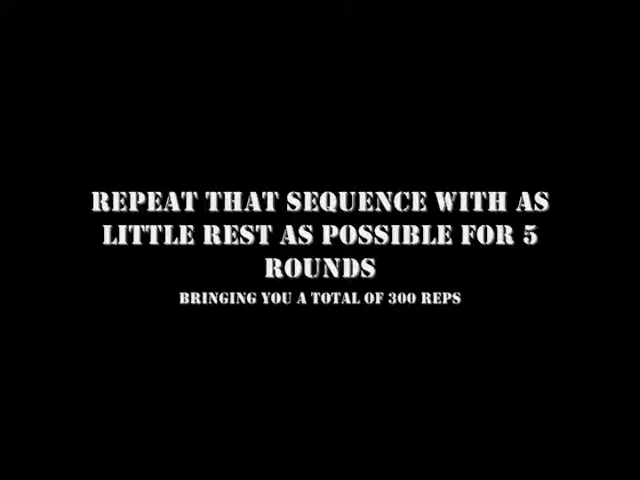 REPEAT THAT SEQUENCE WITH AS
LITTLE REST AS POSSIBLE FOR 5
ROUNDS
BRINGING YOU A TOTAL OF 300 REPS